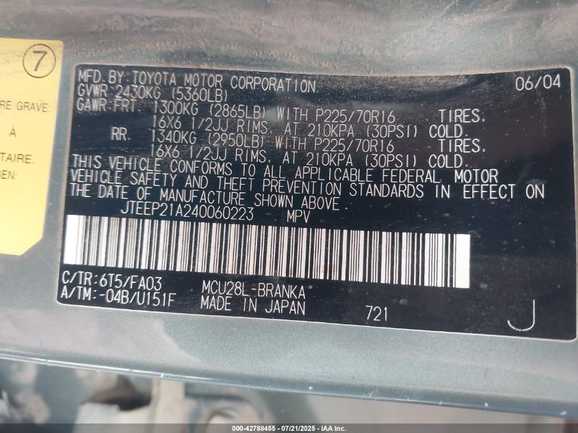 7
RE GRAVE.
À
TAIRE.
EN:
MFD. BY: TOYOTA MOTOR CORPORATION 06/04
GVWR 2430KG (5360LB)
GAWR-FRT. 1300KG (2865LB) WITH P225/70R16 TIRES.
16X6 1/2JJ RIMS, AT 210KPA (30PSI) COLD.
RR. 1340KG (2950LB) WITH P225/70R16 TIRES.
16X6 1/2JJ RIMS, AT 210KPA (30PSI) COLD.
THIS VEHICLE CONFORMS TO ALL APPLICABLE FEDERAL MOTOR
VEHICLE SAFETY AND THEFT PREVENTION STANDARDS IN EFFECT ON
THE DATE OF MANUFACTURE SHOWN ABOVE.
JTEEP21A240060223 MPV
C/TR: 6T5/FA03 MCU28L-BRANKA
A/TM: -04B/U151F MADE IN JAPAN 721 J
000-42788455 - 07/21/2025 - IAA Inc.